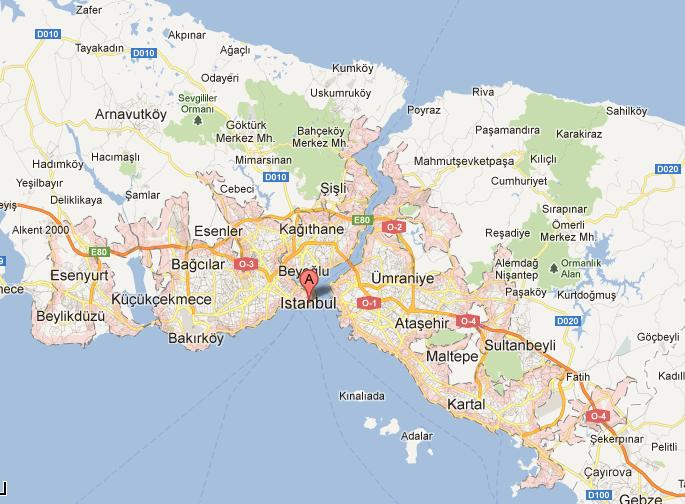 Zafer
D010
Akpınar
Tayakadın
D010
Ağaçlı
Odayeri
Kumköy
Uskumruköy
Sevgililer
Ormanı
Arnavutköy
Göktürk
Merkez Mh.
Bahçeköy
Merkez Mh.
Poyraz
Riva
Sahilköy
Paşamandıra
Karakiraz
Kılıçlı
Hadımköy
Hacımaşlı
Mimarsinan
D010
Mahmutşevketpaşa
Cumhuriyet
D020
Yeşilbayır
Deliklikaya
Şamlar
Cebeci
Şişli
Alkent 2000
Esenler
Kağıthane
E80
O-2
Sırapınar
Reşadiye
Ömerli
Merkez Mh.
E80
Esenyurt
Bağcılar
O-3
Beyoğlu
A
Ümraniye
Alemdağ
Nişantepe
Ormanlık
Alan
Paşaköy
Kurtdoğmuş
Küçükçekmece
Istanbul
O-1
Beylikdüzü
Bakırköy
Ataşehir
O-4
D020
Göçbeyli
Sultanbeyli
Maltepe
Fatih
Kınalıada
Kartal
O-4
Adalar
Şekerpınar
Pelitli
Çayırova
D100
Gebze